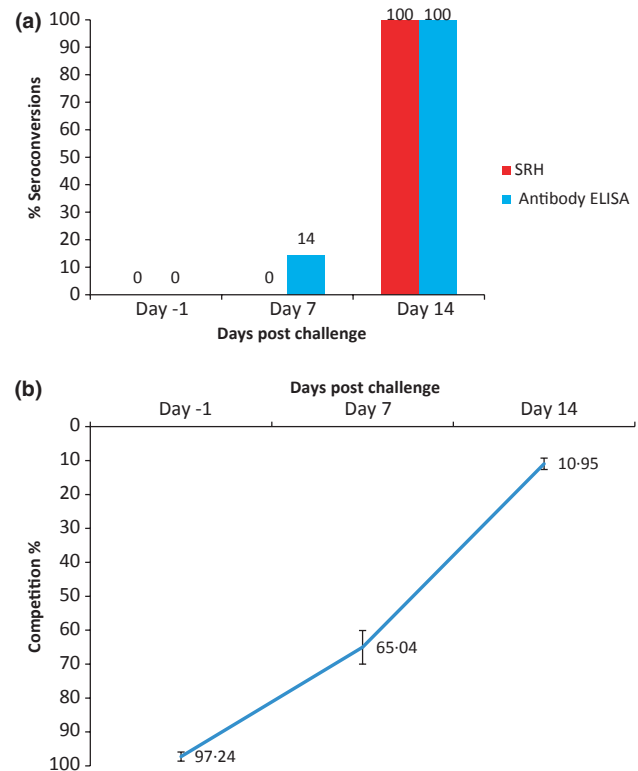 (a)
% Seroconversions
100
90
80
70
60
50
40
30
20
10
0
0 0
0 14
100 100
Day -1 Day 7 Day 14
Days post challenge
SRH
Antibody ELISA
(b)
Days post challenge
Day -1 Day 7 Day 14
Competition %
0
10
20
30
40
50
60
70
80
90
100
10·95
65·04
97·24